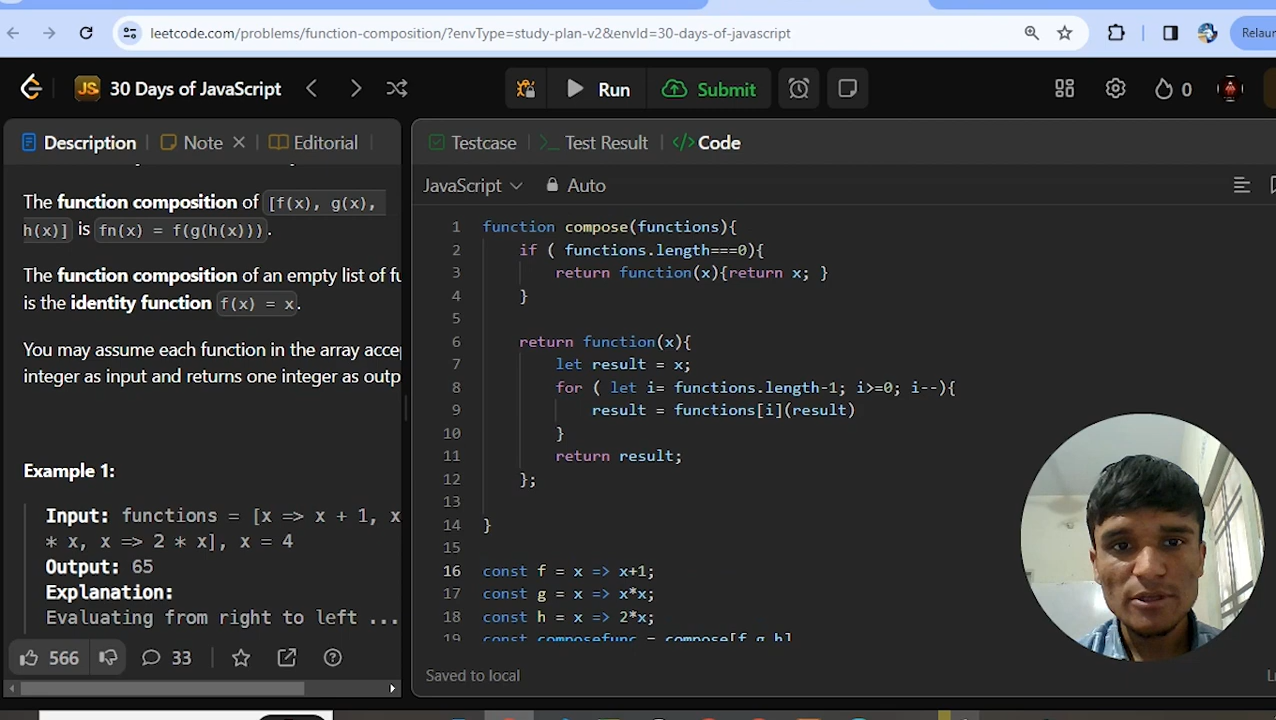 leetcode.com/problems/function-composition/?envType=study-plan-v2&envId=30-days-of-javascript
Relaun
JS 30 Days of JavaScript
Run
Submit
0
Description
Note
Editorial
Testcase
Test Result
</> Code
JavaScript
Auto
The function composition of [f(x), g(x),
h(x)] is fn(x) = f(g(h(x))).
The function composition of an empty list of fu
is the identity function f(x) = x.
You may assume each function in the array accep
integer as input and returns one integer as outp
Example 1:
Input: functions = [x => x + 1, x
* x, x => 2 * x], x = 4
Output: 65
Explanation:
Evaluating from right to left ...
566
33
1 function compose(functions){
2 if ( functions.length===0){
3 return function(x){return x; }
4 }
5
6 return function(x){
7 let result = x;
8 for ( let i= functions.length-1; i>=0; i--){
9 result = functions[i](result)
10 }
11 return result;
12 };
13
14 }
15
16 const f = x => x+1;
17 const g = x => x*x;
18 const h = x => 2*x;
19 const composefunc = compose[f,g,h]
Saved to local